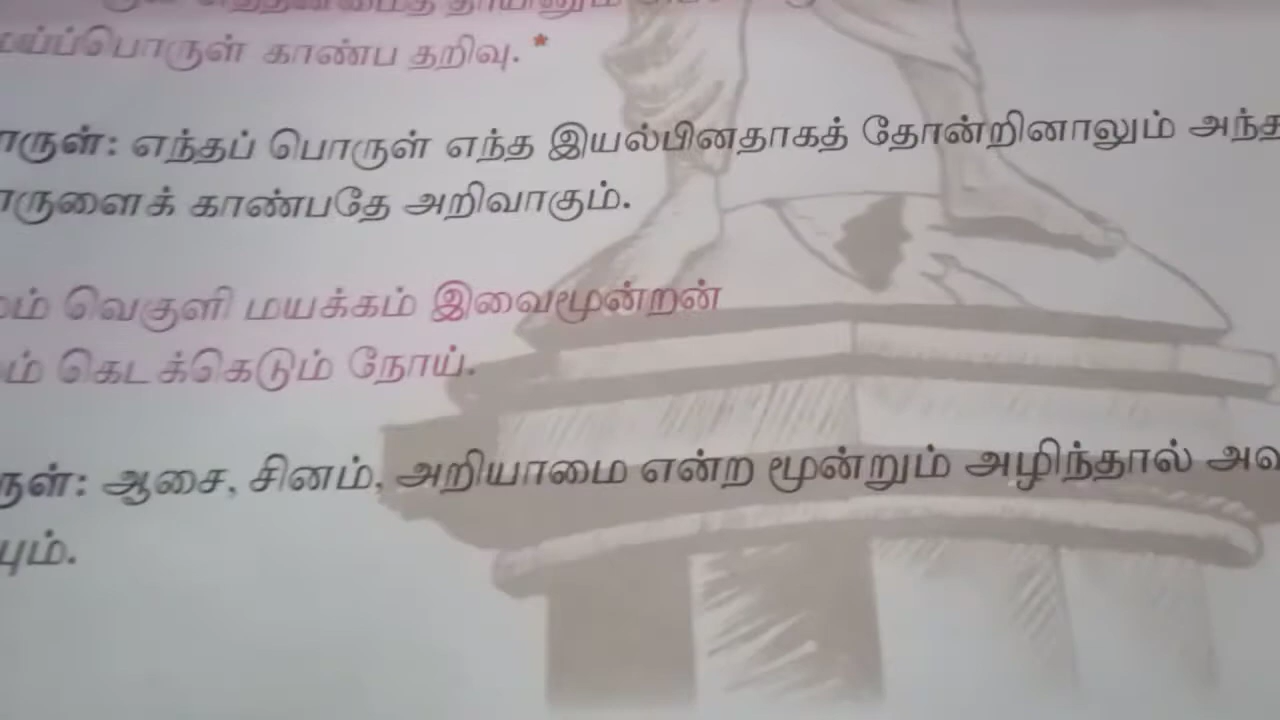 காண்ப தறிவு. *
எந்தப் பொருள் எந்த இயல்பினதாகத் தோன்றினாலும் அந்த
காண்பதே அறிவாகும்.
வெகுளி மயக்கம் இவைமூன்றன்
கெடக்கெடும் நோய்.
ஆசை, சினம், அறியாமை என்ற மூன்றும் அழிந்தால்